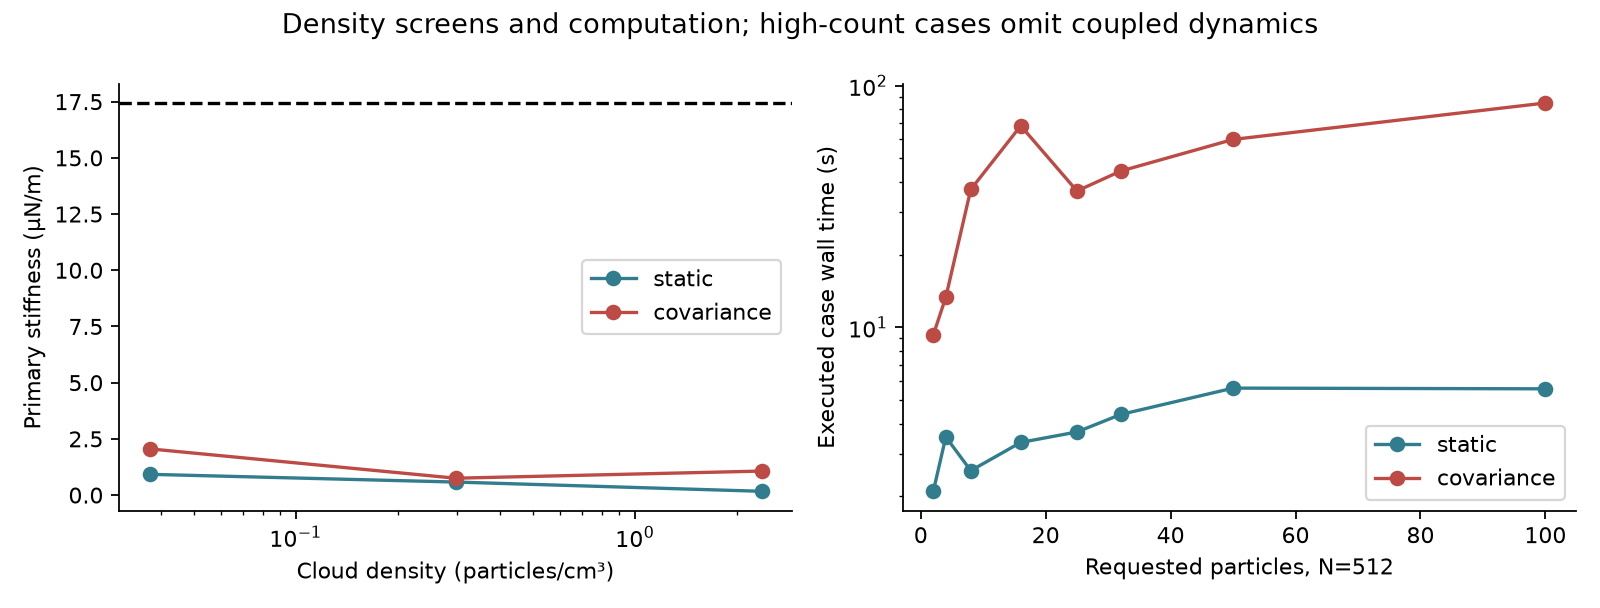 Density screens and computation; high-count cases omit coupled dynamics
Primary stiffness (µN/m)
17.5
15.0
12.5
10.0
7.5
5.0
2.5
0.0
static
covariance
10⁻¹
10⁰
Cloud density (particles/cm³)
Executed case wall time (s)
10²
10¹
static
covariance
0
20
40
60
80
100
Requested particles, N=512